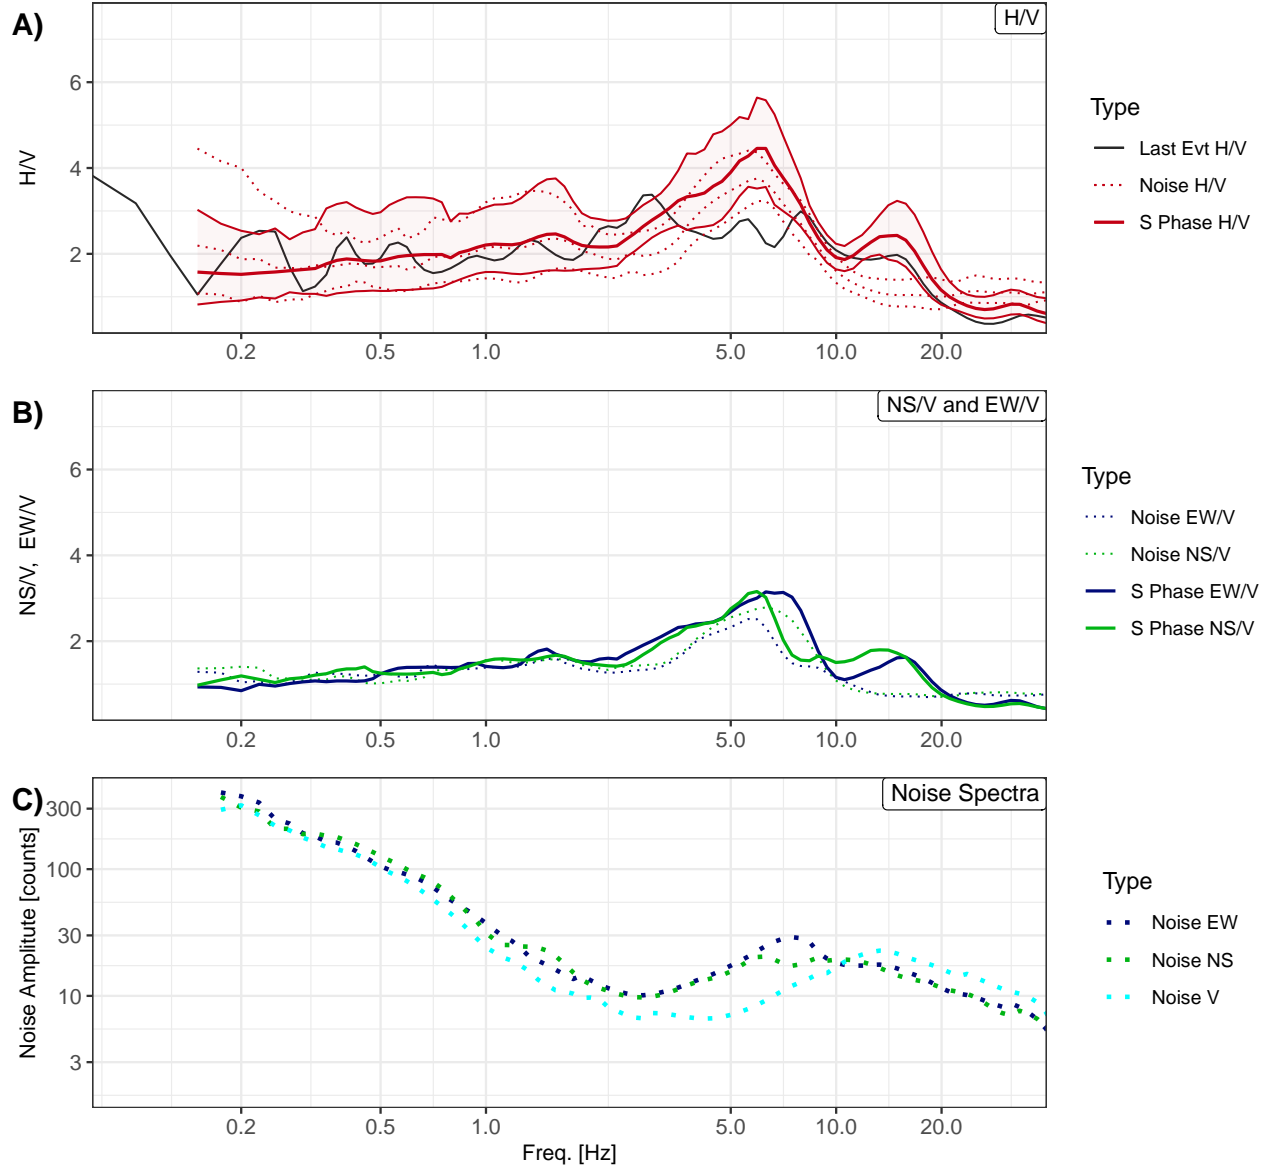 A)
H/V
6
4
2
H/V
0.2 0.5 1.0 5.0 10.0 20.0
Type
Last Evt H/V
Noise H/V
S Phase H/V
B)
NS/V and EW/V
6
4
2
NS/V,  EW/V
0.2 0.5 1.0 5.0 10.0 20.0
Type
Noise EW/V
Noise NS/V
S Phase EW/V
S Phase NS/V
C)
Noise Spectra
300
100
30
10
3
Noise Amplitute [counts]
0.2 0.5 1.0 5.0 10.0 20.0
Freq. [Hz]
Type
Noise EW
Noise NS
Noise V